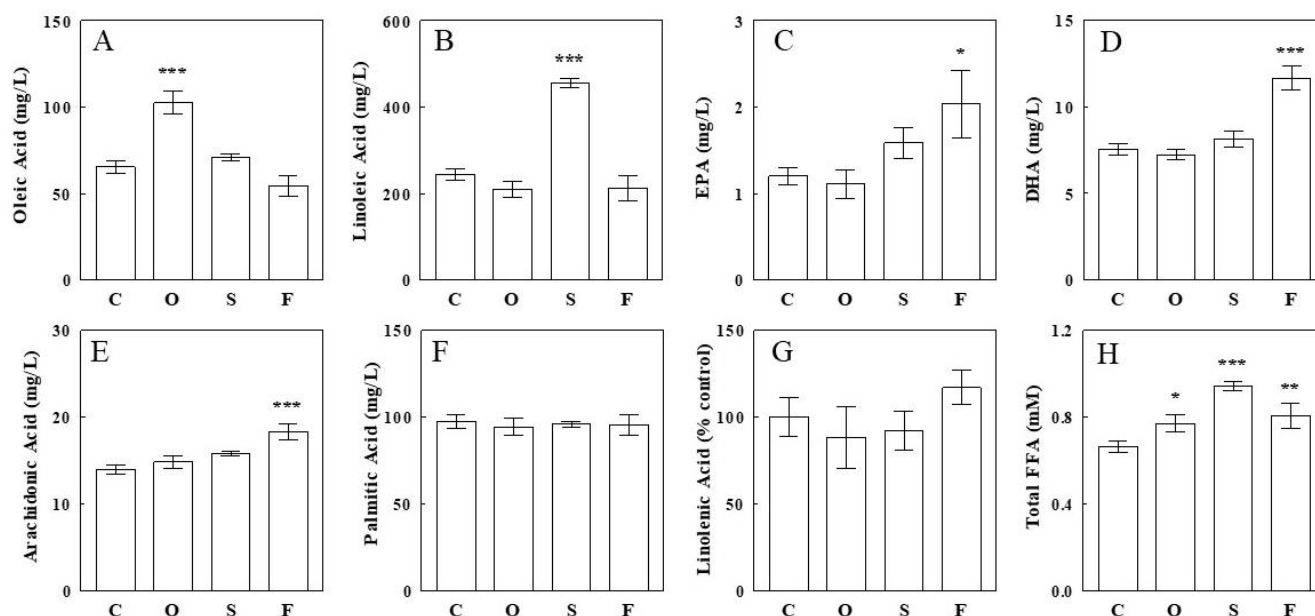 A
Oleic Acid (mg/L)
150
100
50
0
***
C O S F
B
Linoleic Acid (mg/L)
600
400
200
0
***
C O S F
C
EPA (mg/L)
3
2
1
0
*
C O S F
D
DHA (mg/L)
15
10
5
0
***
C O S F
E
Arachidonic Acid (mg/L)
30
20
10
0
***
C O S F
F
Palmitic Acid (mg/L)
150
100
50
0
C O S F
G
Linolenic Acid (% control)
150
100
50
0
C O S F
H
Total FFA (mM)
1.2
0.8
0.4
0.0
*
***
**
C O S F